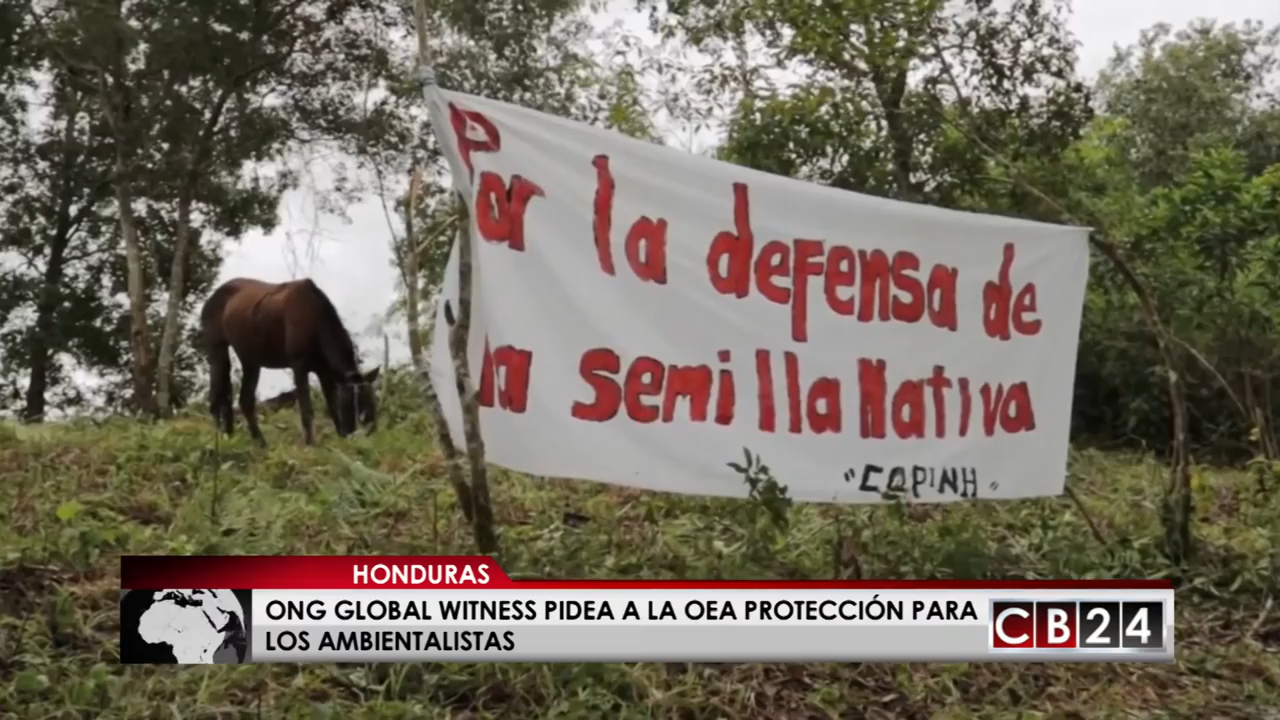 Por la defensa de
la semilla Nativa
"COPINH"
HONDURAS
ONG GLOBAL WITNESS PIDEA A LA OEA PROTECCIÓN PARA
LOS AMBIENTALISTAS
CB24